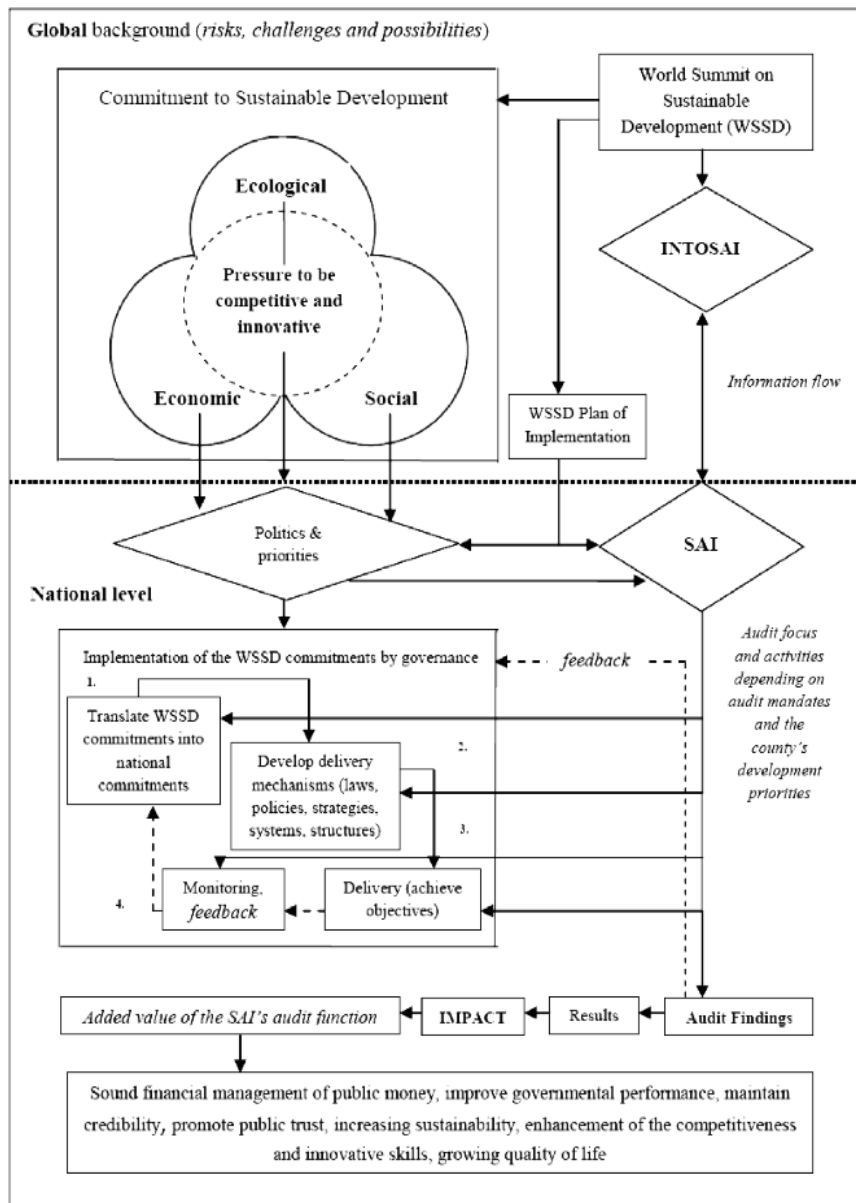 Global background (risks, challenges and possibilities)
Commitment to Sustainable Development
World Summit on
Sustainable
Development (WSSD)
Ecological
INTOSAI
Pressure to be
competitive and
innovative
Information flow
Economic
Social
WSSD Plan of
Implementation
Politics &
priorities
SAI
National level
Implementation of the WSSD commitments by governance
feedback
Audit focus
and activities
depending on
audit mandates
and the
county´s
development
priorities
1.
Translate WSSD
commitments into
national
commitments
2.
Develop delivery
mechanisms (laws,
policies, strategies,
systems, structures)
3.
4.
Monitoring,
feedback
Delivery (achieve
objectives)
Added value of the SAI's audit function
IMPACT
Results
Audit Findings
Sound financial management of public money, improve governmental performance, maintain
credibility, promote public trust, increasing sustainability, enhancement of the competitiveness
and innovative skills, growing quality of life